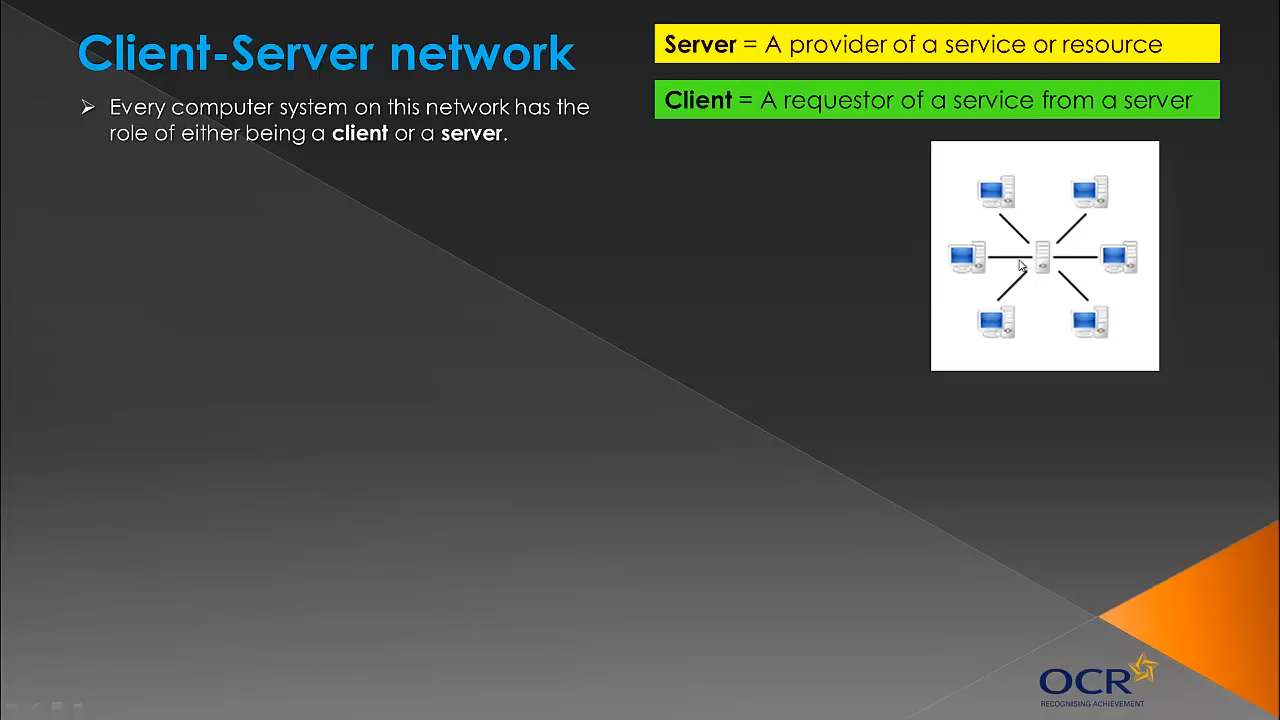 Client-Server network
Server = A provider of a service or resource
Client = A requestor of a service from a server
➢ Every computer system on this network has the
role of either being a client or a server.
OCR
RECOGNISING ACHIEVEMENT